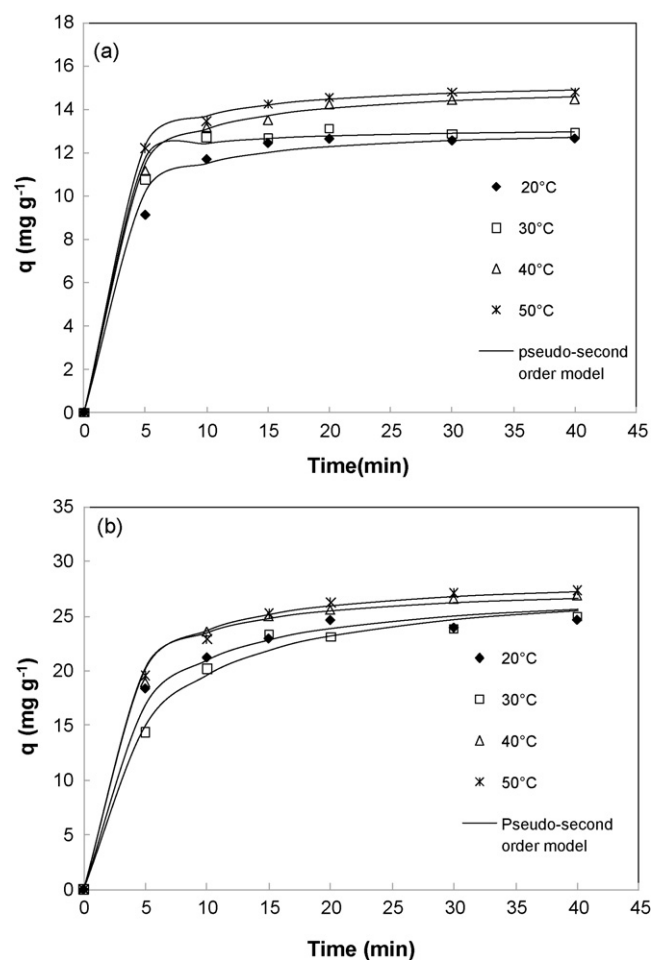 (a)
18
16
14
12
10
8
6
4
2
0
q (mg g⁻¹)
20°C
30°C
40°C
50°C
pseudo-second
order model
0 5 10 15 20 25 30 35 40 45
Time(min)
(b)
35
30
25
20
15
10
5
0
q (mg g⁻¹)
20°C
30°C
40°C
50°C
Pseudo-second
order model
0 5 10 15 20 25 30 35 40 45
Time (min)